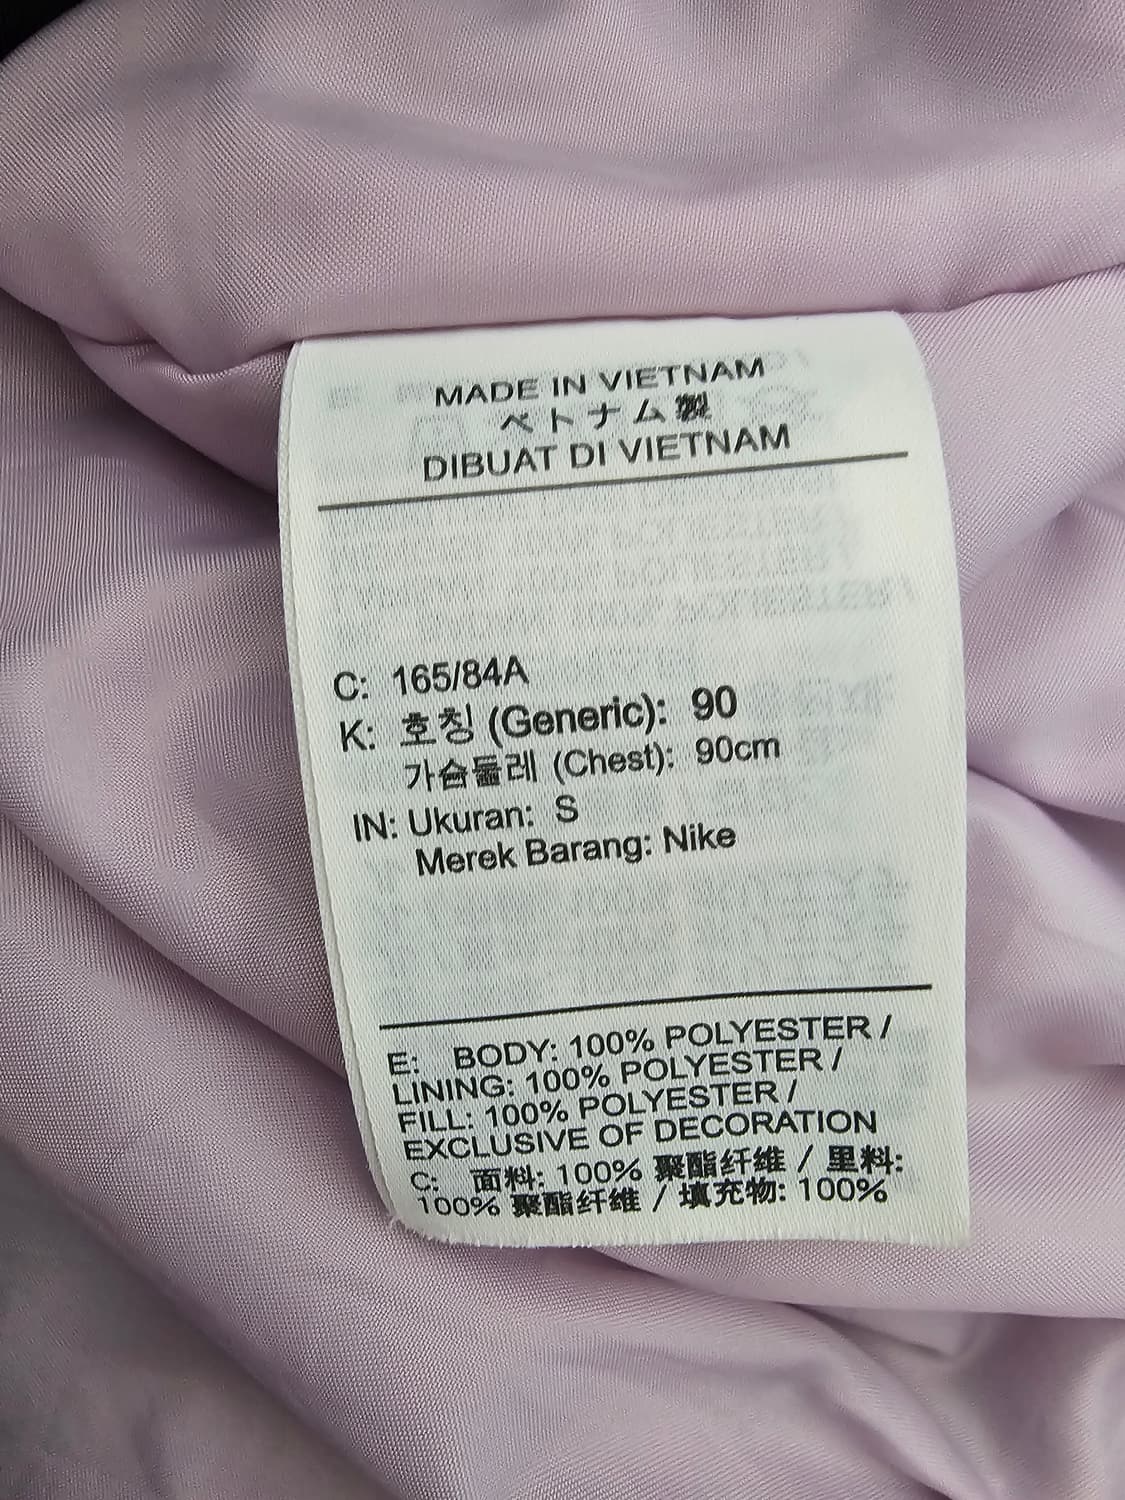 MADE IN VIETNAM
ベトナム製
DIBUAT DI VIETNAM
C: 165/84A
K: 호칭 (Generic): 90
가슴둘레 (Chest): 90cm
IN: Ukuran: S
Merek Barang: Nike
E: BODY: 100% POLYESTER /
LINING: 100% POLYESTER /
FILL: 100% POLYESTER /
EXCLUSIVE OF DECORATION
C: 面料: 100% 聚酯纤维 / 里料:
100% 聚酯纤维 / 填充物: 100%